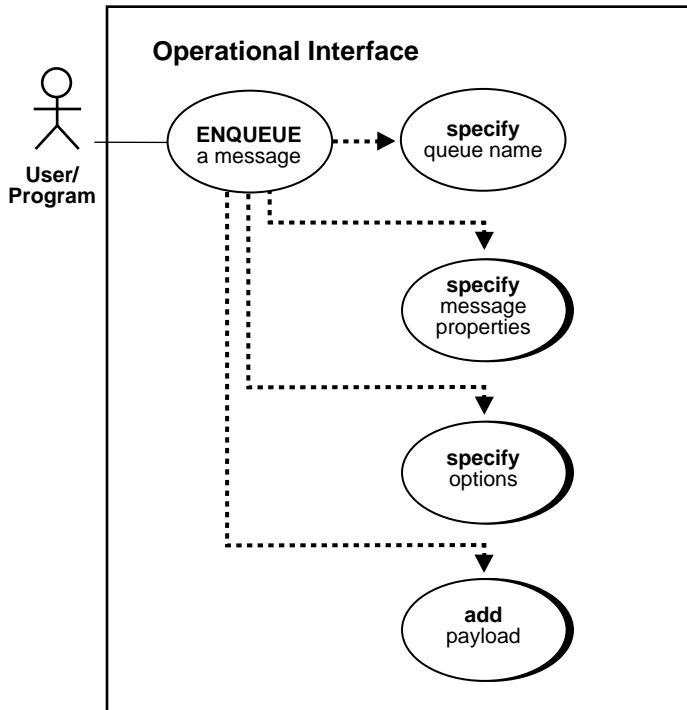 Operational Interface
User/
Program
ENQUEUE
a message
specify
queue name
specify
message
properties
specify
options
add
payload